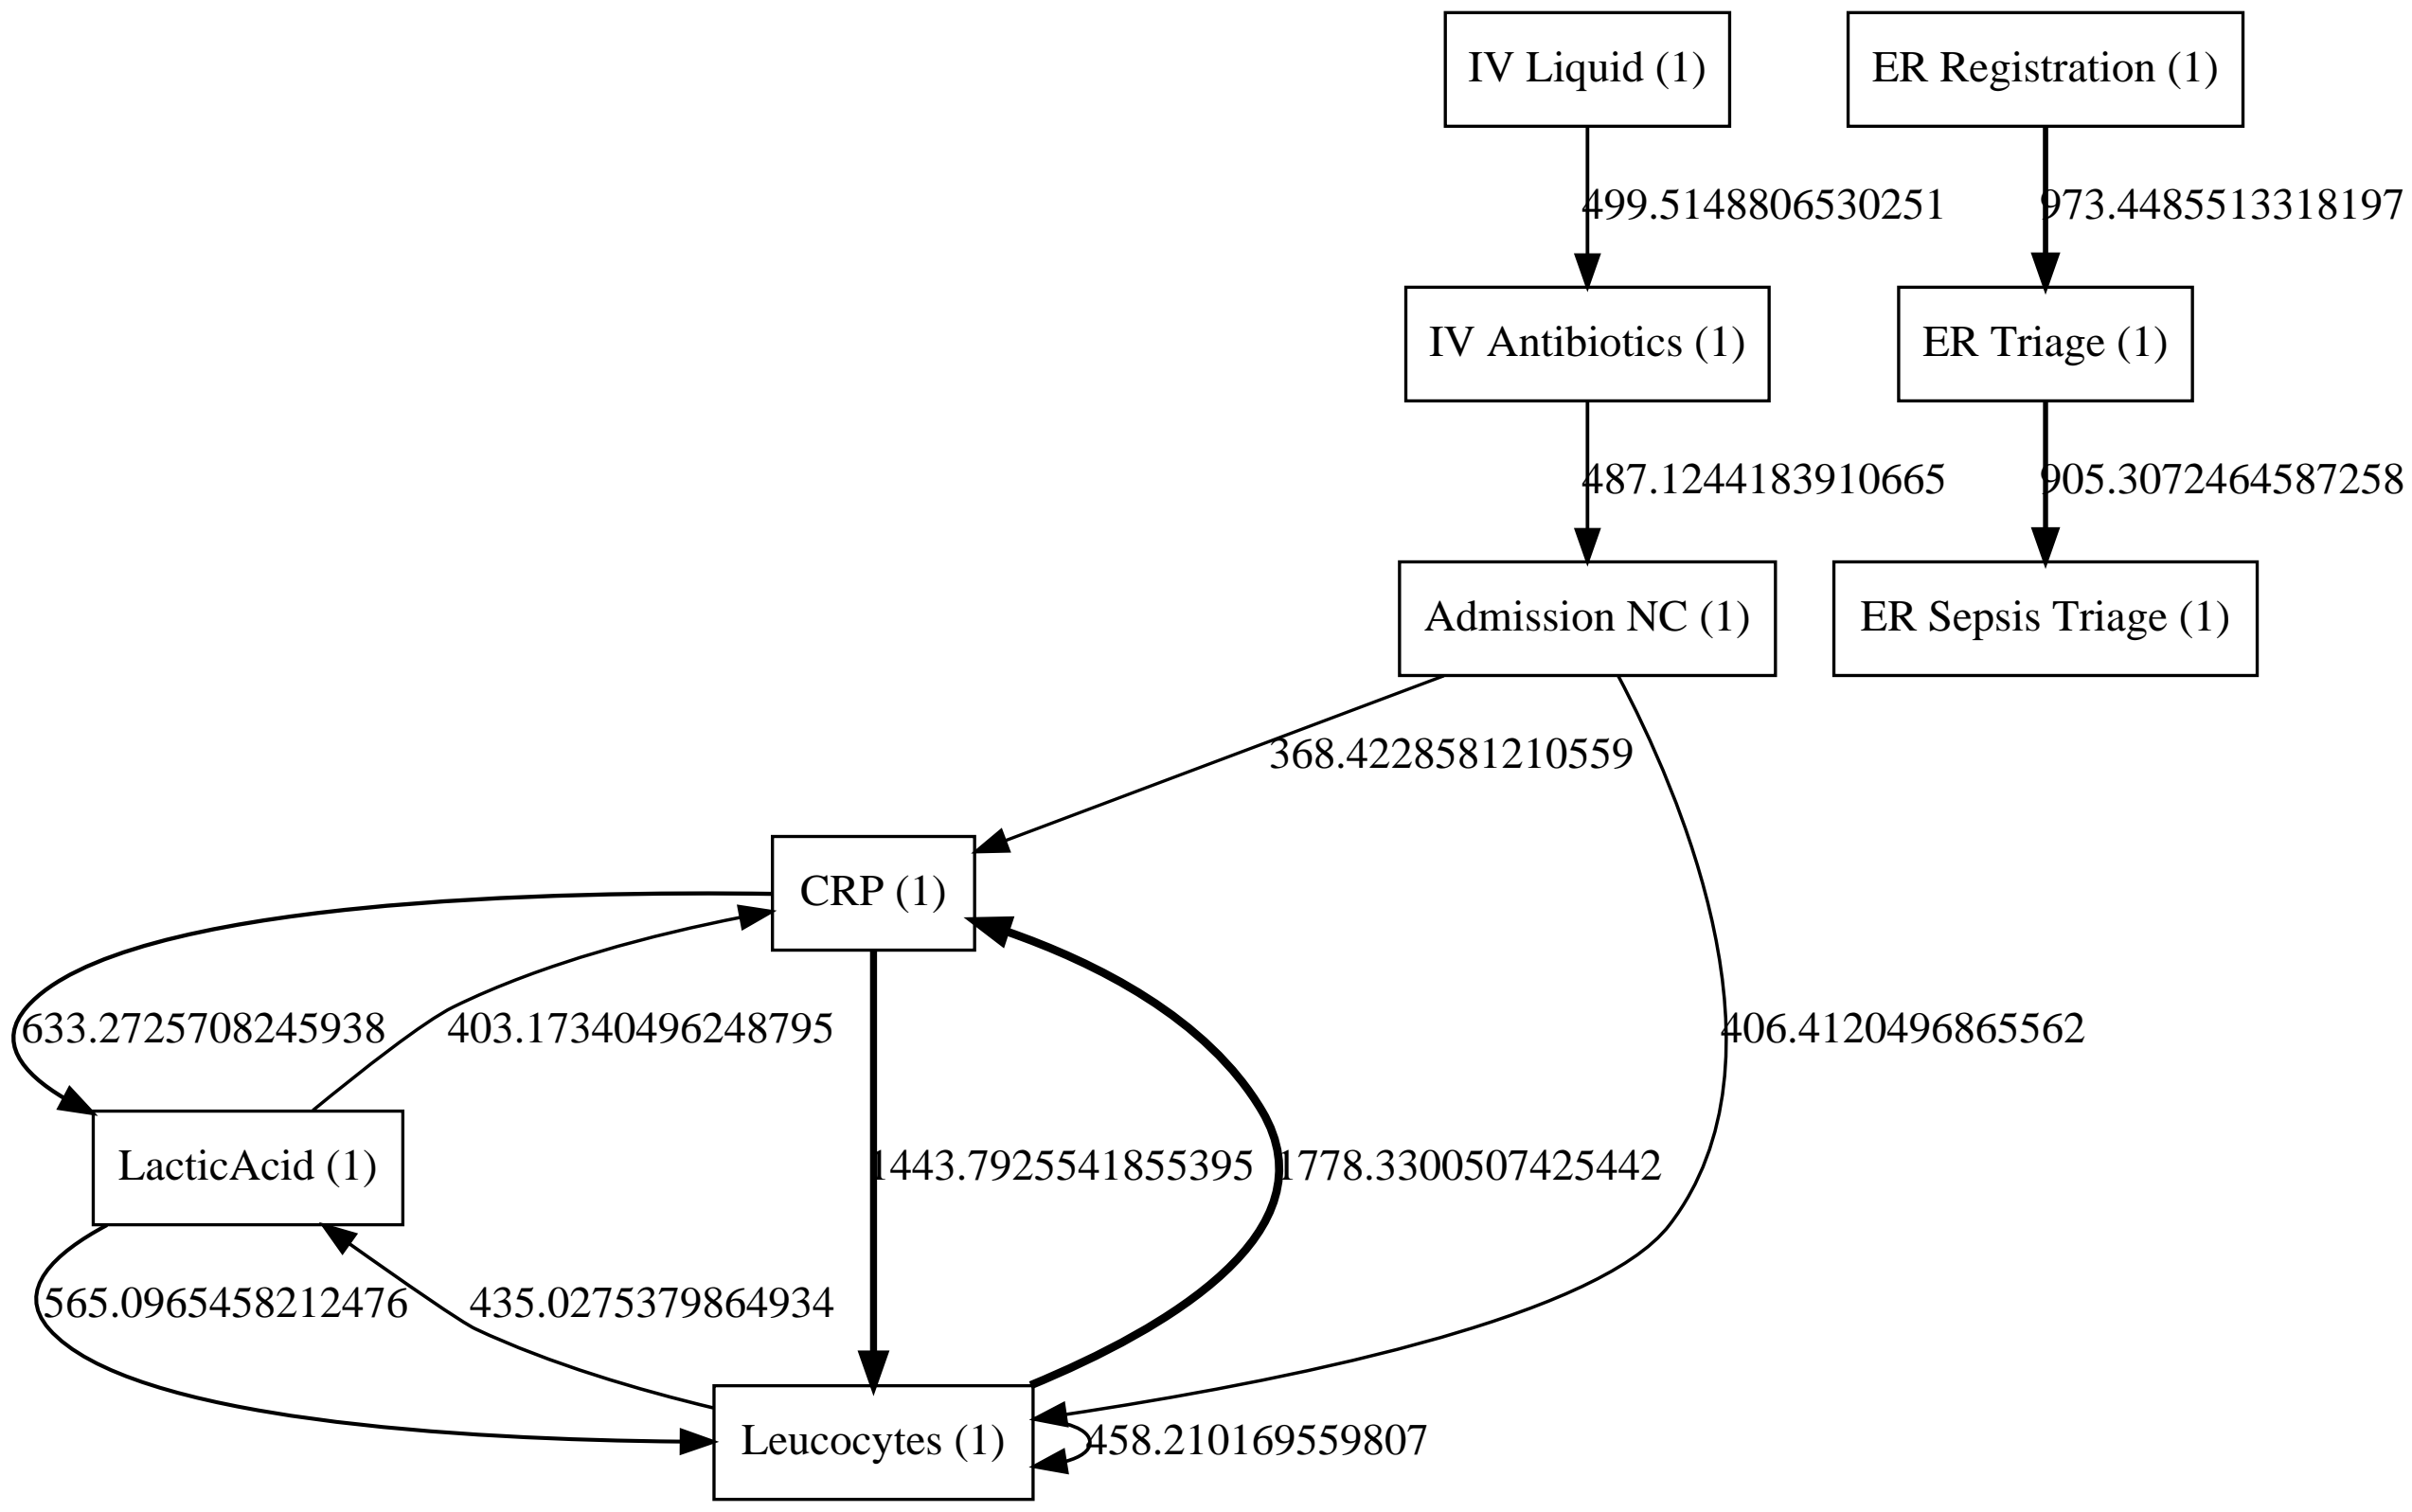 IV Liquid (1)
ER Registration (1)
499.5148806530251
973.4485513318197
IV Antibiotics (1)
ER Triage (1)
487.1244183910665
905.3072464587258
Admission NC (1)
ER Sepsis Triage (1)
368.4228581210559
CRP (1)
633.2725708245938
403.17340496248795
406.4120496865562
LacticAcid (1)
1443.7925541855395
1778.3300507425442
565.0965458212476
435.0275379864934
Leucocytes (1)
458.210169559807